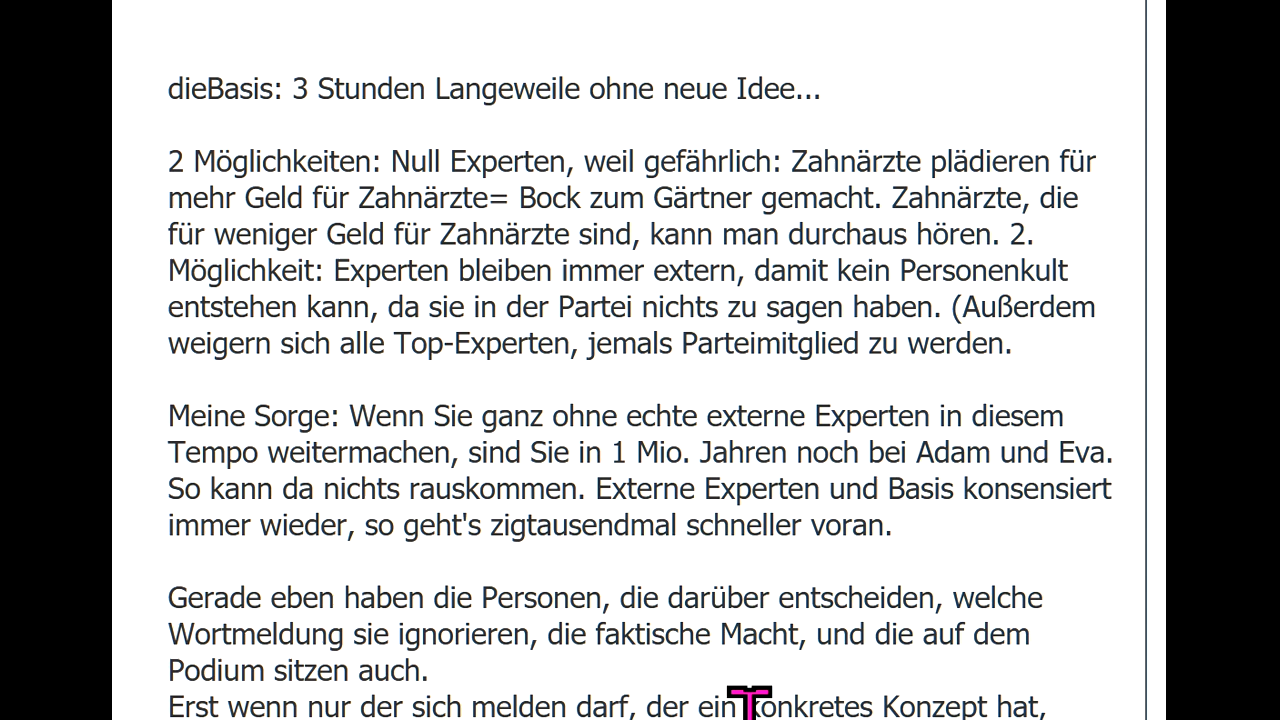 dieBasis: 3 Stunden Langeweile ohne neue Idee...
2 Möglichkeiten: Null Experten, weil gefährlich: Zahnärzte plädieren für
mehr Geld für Zahnärzte= Bock zum Gärtner gemacht. Zahnärzte, die
für weniger Geld für Zahnärzte sind, kann man durchaus hören. 2.
Möglichkeit: Experten bleiben immer extern, damit kein Personenkult
entstehen kann, da sie in der Partei nichts zu sagen haben. (Außerdem
weigern sich alle Top-Experten, jemals Parteimitglied zu werden.
Meine Sorge: Wenn Sie ganz ohne echte externe Experten in diesem
Tempo weitermachen, sind Sie in 1 Mio. Jahren noch bei Adam und Eva.
So kann da nichts rauskommen. Externe Experten und Basis konsensiert
immer wieder, so geht's zigtausendmal schneller voran.
Gerade eben haben die Personen, die darüber entscheiden, welche
Wortmeldung sie ignorieren, die faktische Macht, und die auf dem
Podium sitzen auch.
Erst wenn nur der sich melden darf, der ein konkretes Konzept hat,